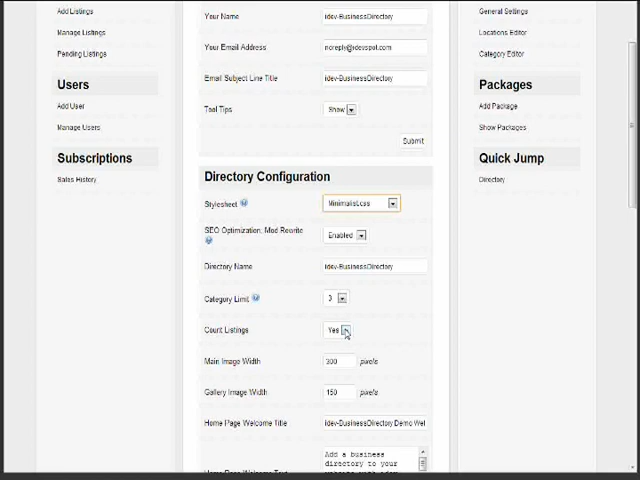 Add Listings
Manage Listings
Pending Listings
Users
Add User
Manage Users
Subscriptions
Sales History
Your Name
idev-BusinessDirectory
Your Email Address
noreply@idevspot.com
Email Subject Line Title
idev-BusinessDirectory
Tool Tips
Show
Submit
Directory Configuration
Stylesheet
Minimalist.css
SEO Optimization: Mod Rewrite
Enabled
Directory Name
idev-BusinessDirectory
Category Limit
3
Count Listings
Yes
Main Image Width
300 pixels
Gallery Image Width
150 pixels
Home Page Welcome Title
idev-BusinessDirectory Demo Wel
Home Page Welcome Text
Add a business
directory to your
General Settings
Locations Editor
Category Editor
Packages
Add Package
Show Packages
Quick Jump
Directory